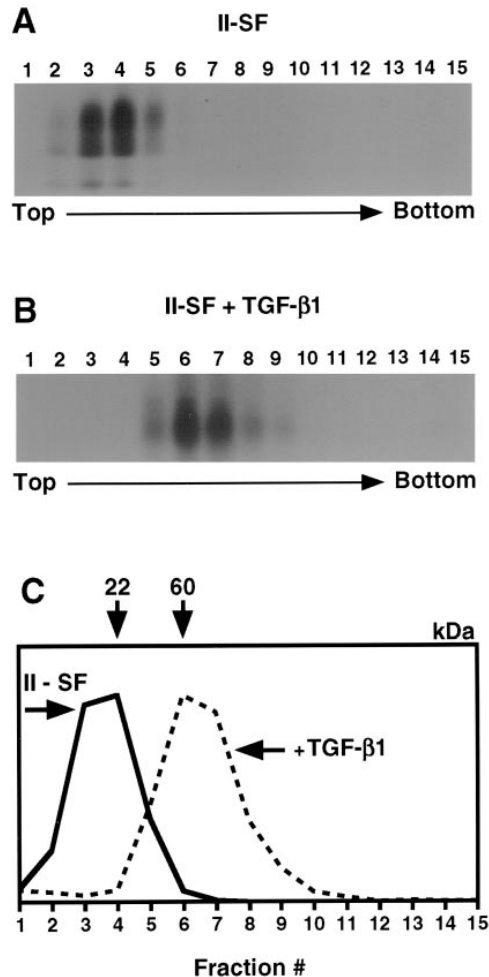 A
II-SF
1 2 3 4 5 6 7 8 9 10 11 12 13 14 15
Top Bottom
B
II-SF + TGF-β1
1 2 3 4 5 6 7 8 9 10 11 12 13 14 15
Top Bottom
C 22 60
kDa
II - SF
+TGF-β1
1 2 3 4 5 6 7 8 9 10 11 12 13 14 15
Fraction #